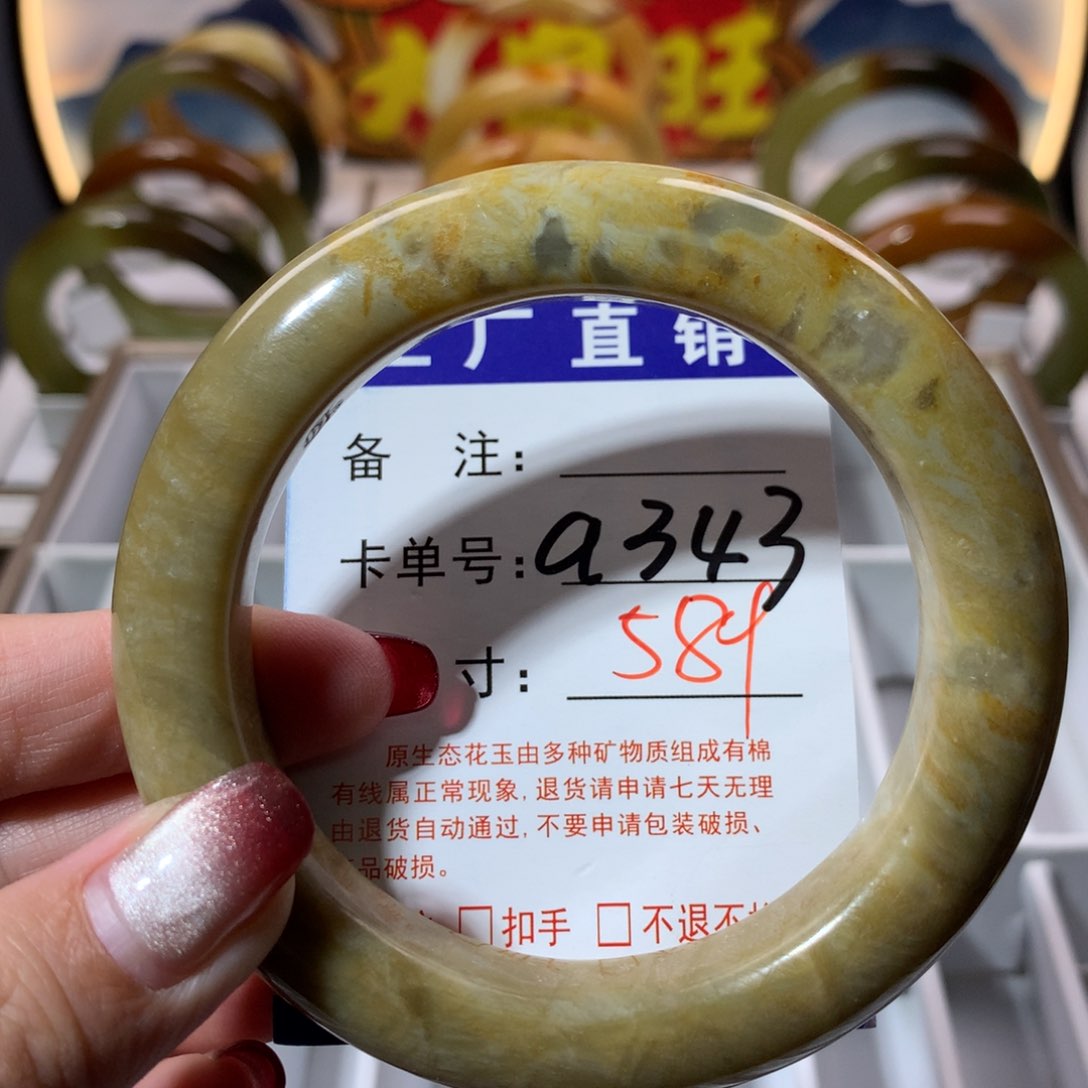 大 旺
厂直销
备 注:
卡单号: a343
寸: 589
原生态花玉由多种矿物质组成有棉
有线属正常现象,退货请申请七天无理
由退货自动通过,不要申请包装破损、
品破损。
□扣手 □不退不